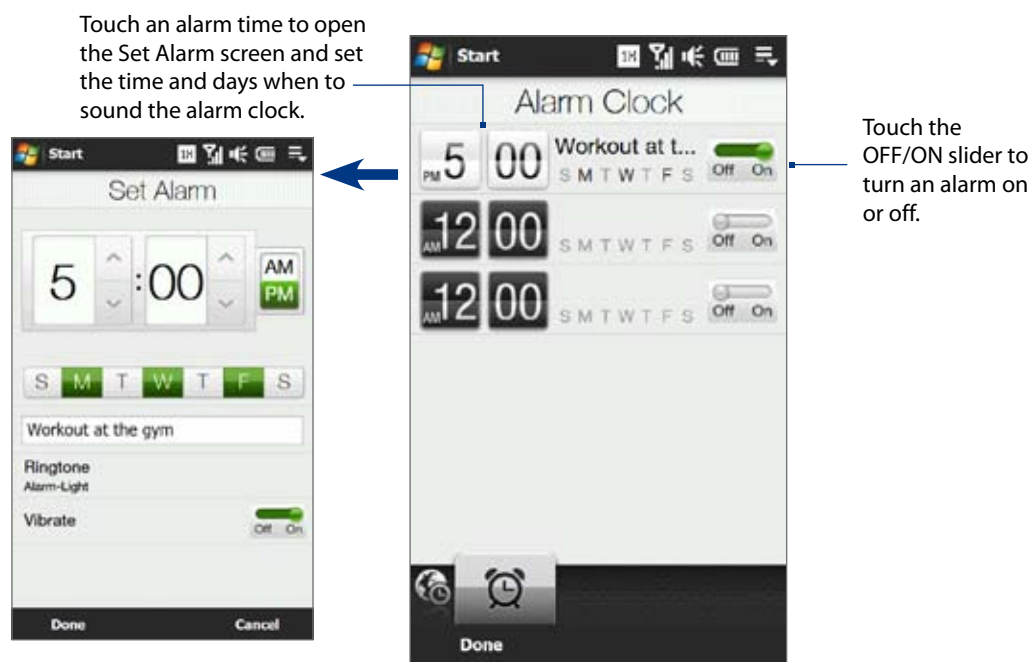 Touch an alarm time to open
the Set Alarm screen and set
the time and days when to
sound the alarm clock.
Start
Set Alarm
5 : 00
AM
PM
S M T W T F S
Workout at the gym
Ringtone
Alarm-Light
Vibrate
Off On
Done Cancel
Start
Alarm Clock
PM 5 00 Workout at t...
S M T W T F S
Off On
AM 12 00
S M T W T F S
Off On
AM 12 00
S M T W T F S
Off On
Done
Touch the
OFF/ON slider to
turn an alarm on
or off.